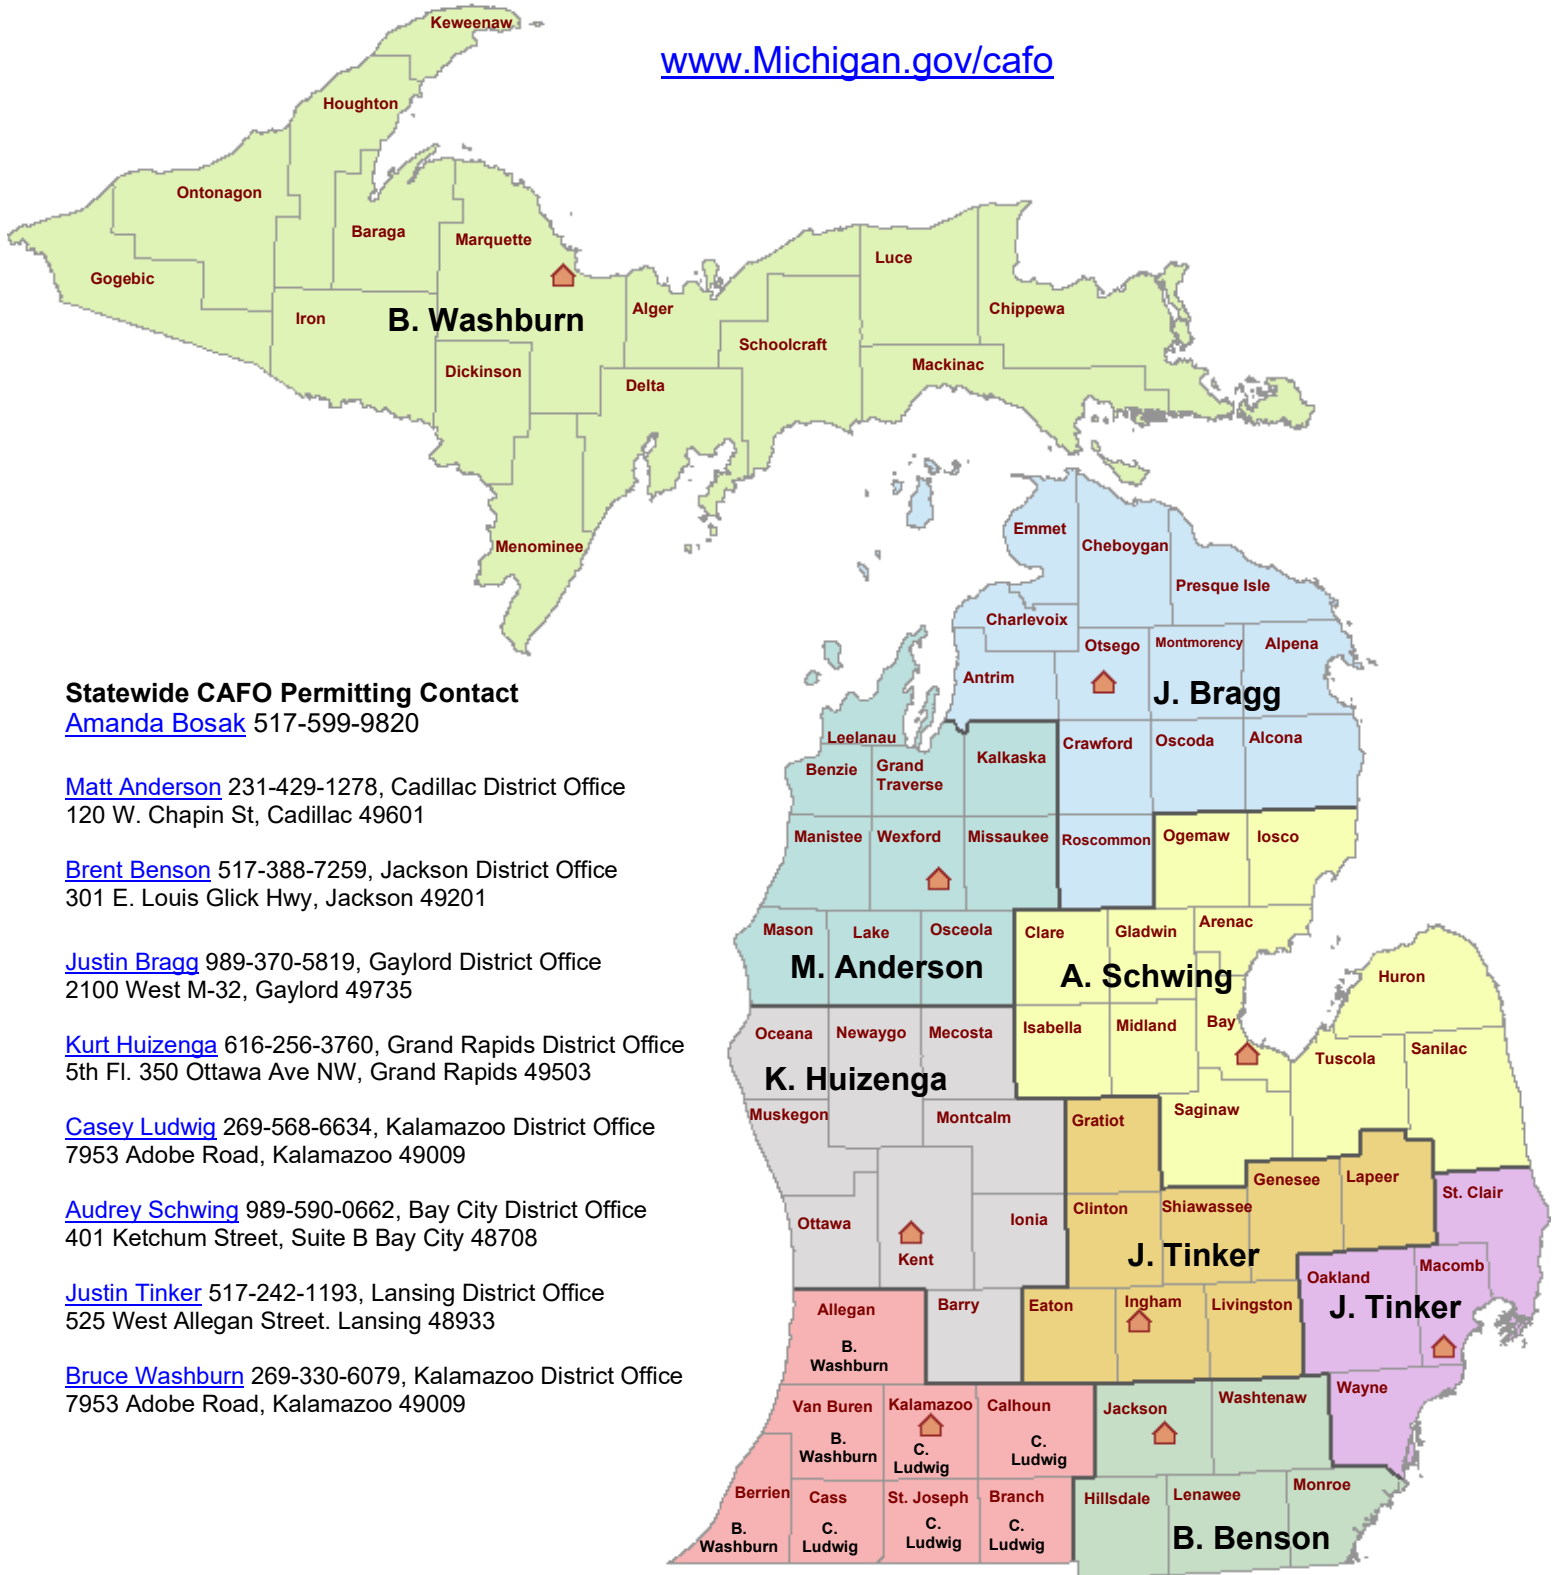 www.Michigan.gov/cafo
Keweenaw
Houghton
Ontonagon
Baraga
Marquette
Gogebic
Luce
Iron
B. Washburn
Alger
Chippewa
Schoolcraft
Dickinson
Delta
Mackinac
Menominee
Emmet
Cheboygan
Presque Isle
Charlevoix
Otsego
Montmorency
Alpena
Antrim
J. Bragg
Statewide CAFO Permitting Contact
Amanda Bosak 517-599-9820
Matt Anderson 231-429-1278, Cadillac District Office
120 W. Chapin St, Cadillac 49601
Brent Benson 517-388-7259, Jackson District Office
301 E. Louis Glick Hwy, Jackson 49201
Justin Bragg 989-370-5819, Gaylord District Office
2100 West M-32, Gaylord 49735
Kurt Huizenga 616-256-3760, Grand Rapids District Office
5th Fl. 350 Ottawa Ave NW, Grand Rapids 49503
Casey Ludwig 269-568-6634, Kalamazoo District Office
7953 Adobe Road, Kalamazoo 49009
Audrey Schwing 989-590-0662, Bay City District Office
401 Ketchum Street, Suite B Bay City 48708
Justin Tinker 517-242-1193, Lansing District Office
525 West Allegan Street. Lansing 48933
Bruce Washburn 269-330-6079, Kalamazoo District Office
7953 Adobe Road, Kalamazoo 49009
Leelanau
Benzie
Grand
Traverse
Kalkaska
Crawford
Oscoda
Alcona
Manistee
Wexford
Missaukee
Roscommon
Ogemaw
Iosco
Mason
Lake
Osceola
Clare
Gladwin
Arenac
M. Anderson
A. Schwing
Huron
Oceana
Newaygo
Mecosta
Isabella
Midland
Bay
Tuscola
Sanilac
K. Huizenga
Muskegon
Montcalm
Gratiot
Saginaw
Genesee
Lapeer
St. Clair
Ottawa
Ionia
Clinton
Shiawassee
Kent
J. Tinker
Macomb
Oakland
J. Tinker
Allegan
B.
Washburn
Barry
Eaton
Ingham
Livingston
Wayne
Van Buren
B.
Washburn
Kalamazoo
C.
Ludwig
Calhoun
C.
Ludwig
Jackson
Washtenaw
Berrien
B.
Washburn
Cass
C.
Ludwig
St. Joseph
C.
Ludwig
Branch
C.
Ludwig
Hillsdale
Lenawee
Monroe
B. Benson